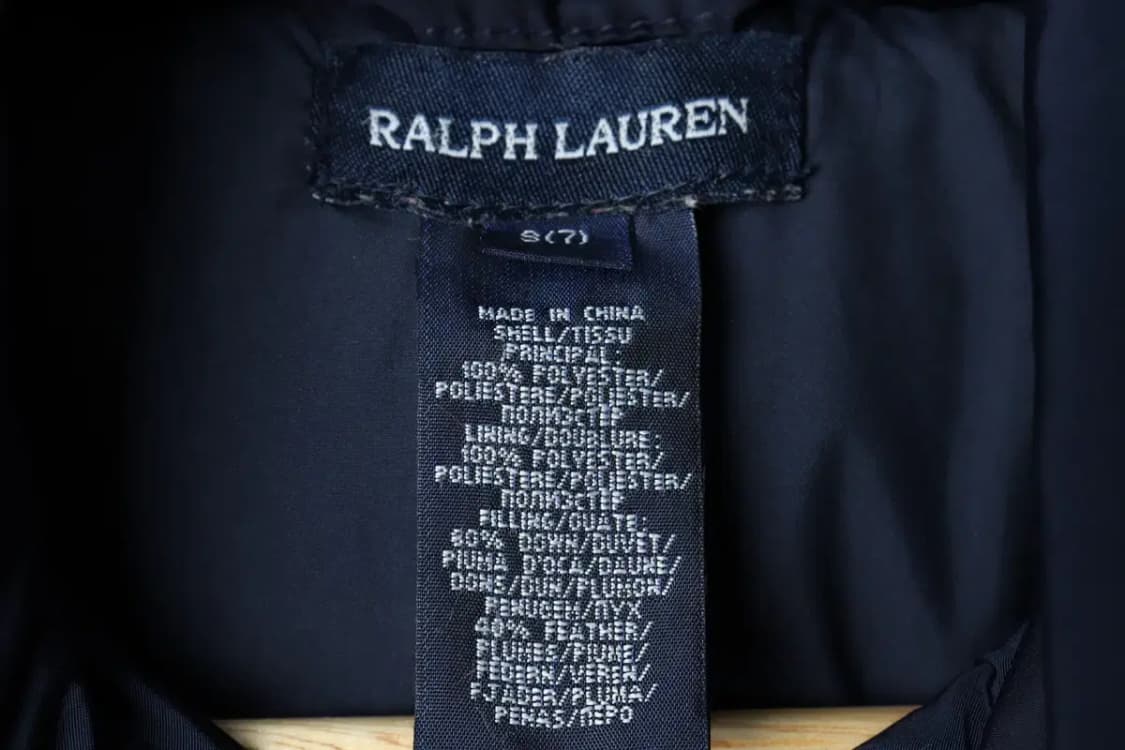 RALPH LAUREN
S(7)
MADE IN CHINA
SHELL/TISSU
PRINCIPAL:
100% POLYESTER/
POLIESTERE/POLIESTER/
ПОЛИЭСТЕР
LINING/DOUBLURE:
100% POLYESTER/
POLIESTERE/POLIESTER/
ПОЛИЭСТЕР
FILLING/OUATE:
60% DOWN/DUVET/
PIUMA D'OCA/DAUNE/
DONS/DUN/PLUMON/
PENUGEM/ПУХ
40% FEATHER/
PLUMES/PIUME/
FEDERN/VEREN/
FJADER/PLUMA/
PENAS/ПЕРО